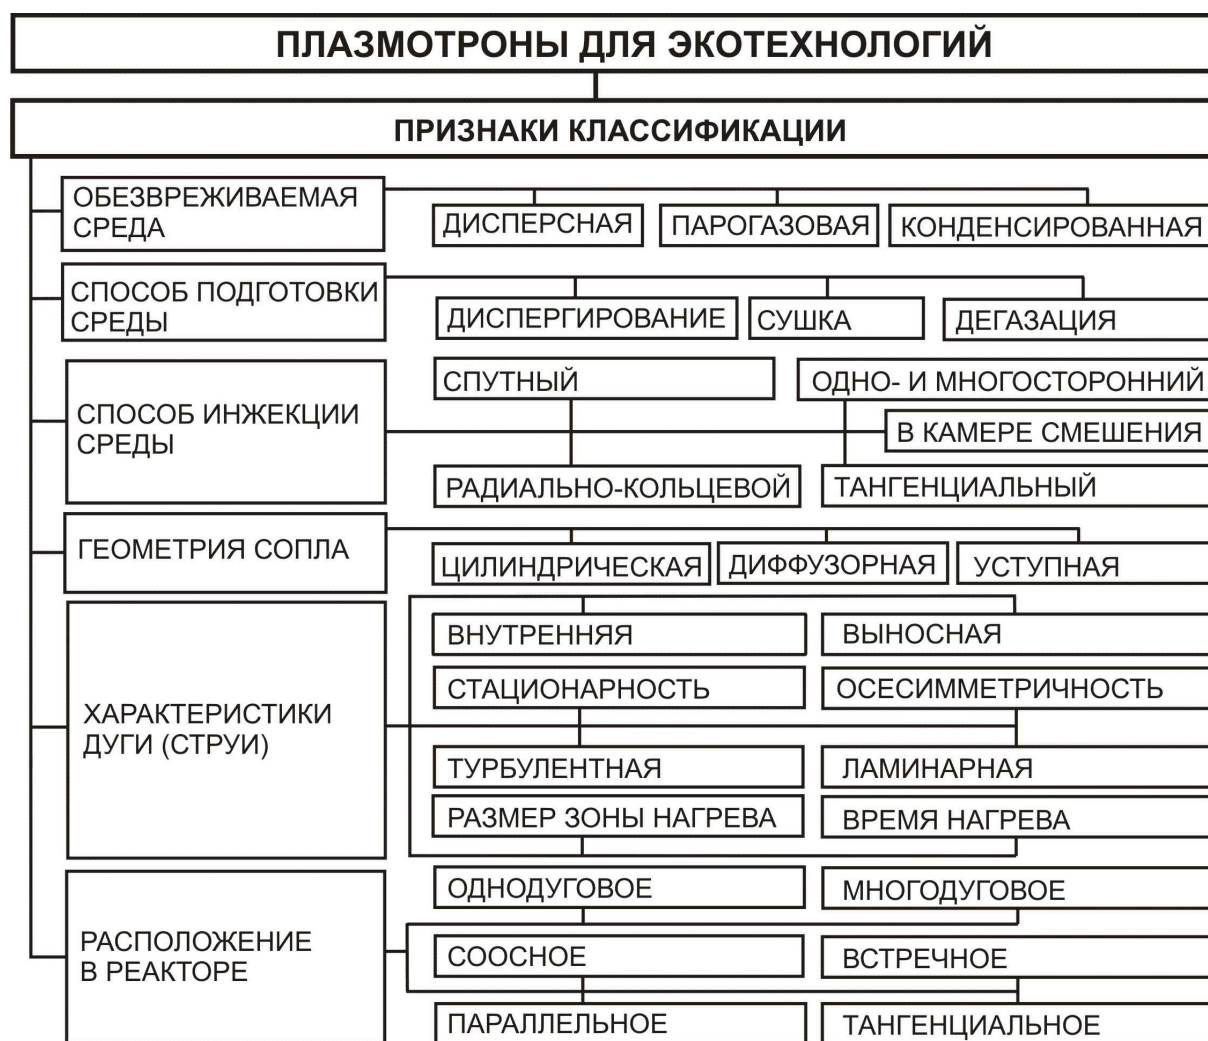 ПЛАЗМОТРОНЫ ДЛЯ ЭКОТЕХНОЛОГИЙ
ПРИЗНАКИ КЛАССИФИКАЦИИ
ОБЕЗВРЕЖИВАЕМАЯ
СРЕДА
ДИСПЕРСНАЯ
ПАРОГАЗОВАЯ
КОНДЕНСИРОВАННАЯ
СПОСОБ ПОДГОТОВКИ
СРЕДЫ
ДИСПЕРГИРОВАНИЕ
СУШКА
ДЕГАЗАЦИЯ
СПОСОБ ИНЖЕКЦИИ
СРЕДЫ
СПУТНЫЙ
ОДНО- И МНОГОСТОРОННИЙ
В КАМЕРЕ СМЕШЕНИЯ
РАДИАЛЬНО-КОЛЬЦЕВОЙ
ТАНГЕНЦИАЛЬНЫЙ
ГЕОМЕТРИЯ СОПЛА
ЦИЛИНДРИЧЕСКАЯ
ДИФФУЗОРНАЯ
УСТУПНАЯ
ХАРАКТЕРИСТИКИ
ДУГИ (СТРУИ)
ВНУТРЕННЯЯ
ВЫНОСНАЯ
СТАЦИОНАРНОСТЬ
ОСЕСИММЕТРИЧНОСТЬ
ТУРБУЛЕНТНАЯ
ЛАМИНАРНАЯ
РАЗМЕР ЗОНЫ НАГРЕВА
ВРЕМЯ НАГРЕВА
РАСПОЛОЖЕНИЕ
В РЕАКТОРЕ
ОДНОДУГОВОЕ
МНОГОДУГОВОЕ
СООСНОЕ
ВСТРЕЧНОЕ
ПАРАЛЛЕЛЬНОЕ
ТАНГЕНЦИАЛЬНОЕ